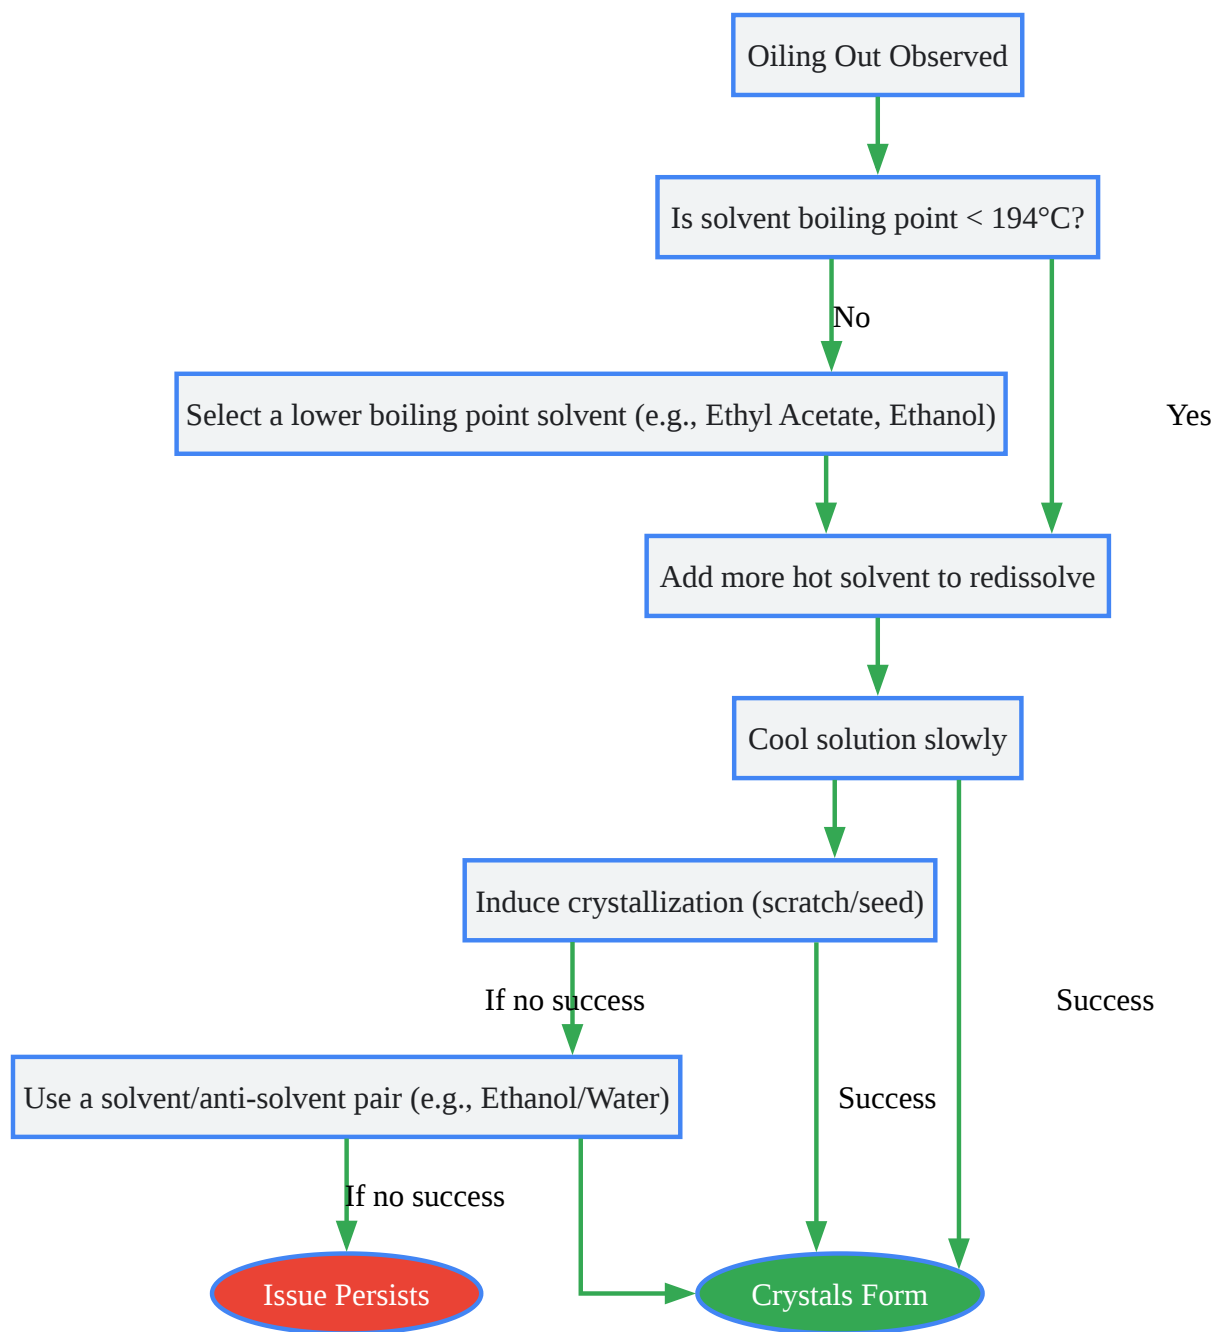 Oiling Out Observed
Is solvent boiling point < 194°C?
No
Select a lower boiling point solvent (e.g., Ethyl Acetate, Ethanol)
Yes
Add more hot solvent to redissolve
Cool solution slowly
Induce crystallization (scratch/seed)
If no success
Success
Use a solvent/anti-solvent pair (e.g., Ethanol/Water)
Success
If no success
Issue Persists
Crystals Form